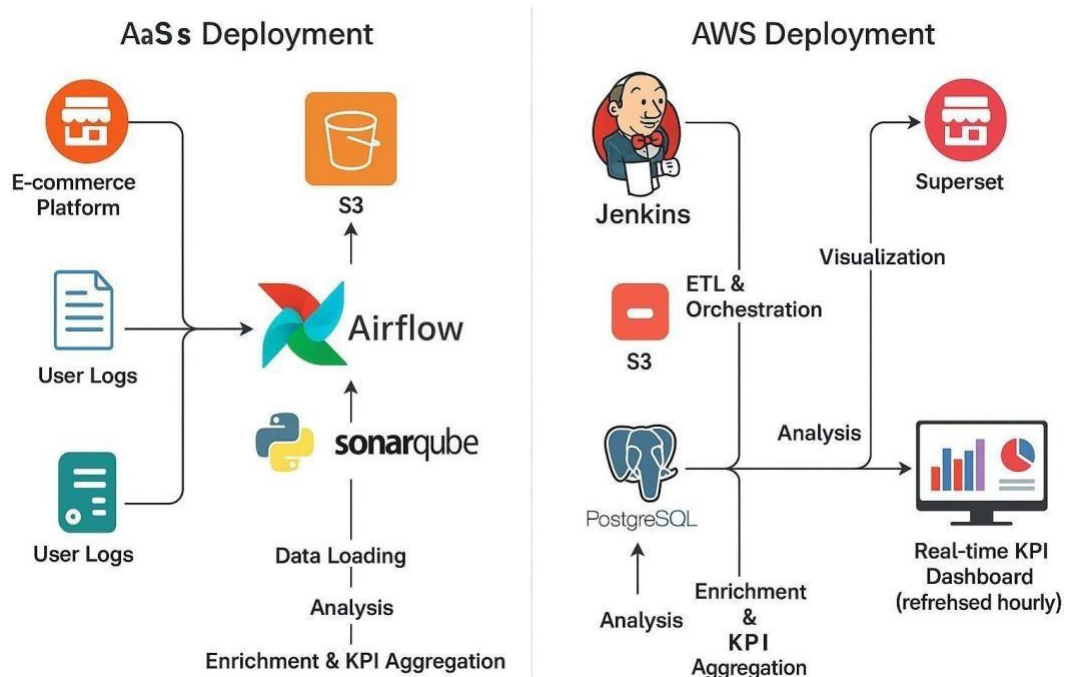 AaSs Deployment
E-commerce
Platform
S3
User Logs
Airflow
sonarqube
User Logs
Data Loading
Analysis
Enrichment & KPI Aggregation
AWS Deployment
Jenkins
Superset
Visualization
ETL &
Orchestration
S3
Analysis
PostgreSQL
Real-time KPI
Dashboard
(refrehsed hourly)
Analysis
Enrichment
&
KPI
Aggregation